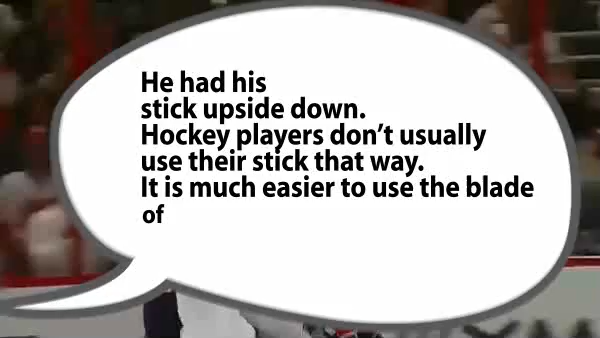 He had his
stick upside down.
Hockey players don’t usually
use their stick that way.
It is much easier to use the blade
of